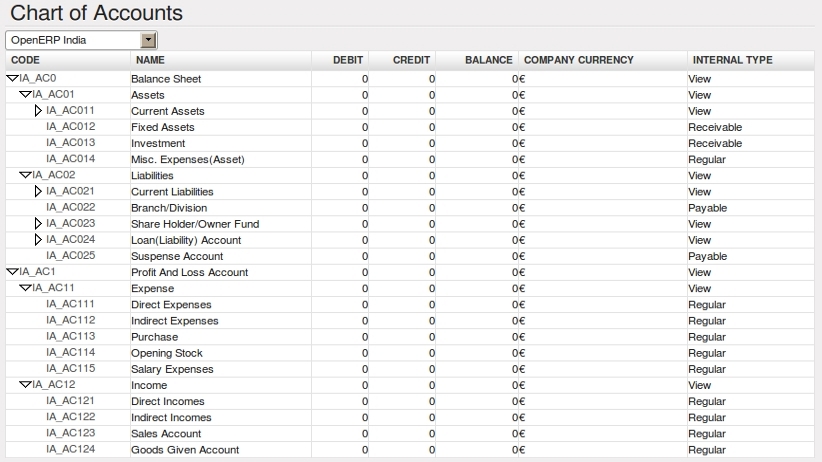 Chart of Accounts
OpenERP India
CODE NAME DEBIT CREDIT BALANCE COMPANY CURRENCY INTERNAL TYPE
IA_AC0 Balance Sheet 0 0 0 € View
IA_AC01 Assets 0 0 0 € View
IA_AC011 Current Assets 0 0 0 € View
IA_AC012 Fixed Assets 0 0 0 € Receivable
IA_AC013 Investment 0 0 0 € Receivable
IA_AC014 Misc. Expenses(Asset) 0 0 0 € Regular
IA_AC02 Liabilities 0 0 0 € View
IA_AC021 Current Liabilities 0 0 0 € View
IA_AC022 Branch/Division 0 0 0 € Payable
IA_AC023 Share Holder/Owner Fund 0 0 0 € View
IA_AC024 Loan(Liability) Account 0 0 0 € View
IA_AC025 Suspense Account 0 0 0 € Payable
IA_AC1 Profit And Loss Account 0 0 0 € View
IA_AC11 Expense 0 0 0 € View
IA_AC111 Direct Expenses 0 0 0 € Regular
IA_AC112 Indirect Expenses 0 0 0 € Regular
IA_AC113 Purchase 0 0 0 € Regular
IA_AC114 Opening Stock 0 0 0 € Regular
IA_AC115 Salary Expenses 0 0 0 € Regular
IA_AC12 Income 0 0 0 € View
IA_AC121 Direct Incomes 0 0 0 € Regular
IA_AC122 Indirect Incomes 0 0 0 € Regular
IA_AC123 Sales Account 0 0 0 € Regular
IA_AC124 Goods Given Account 0 0 0 € Regular